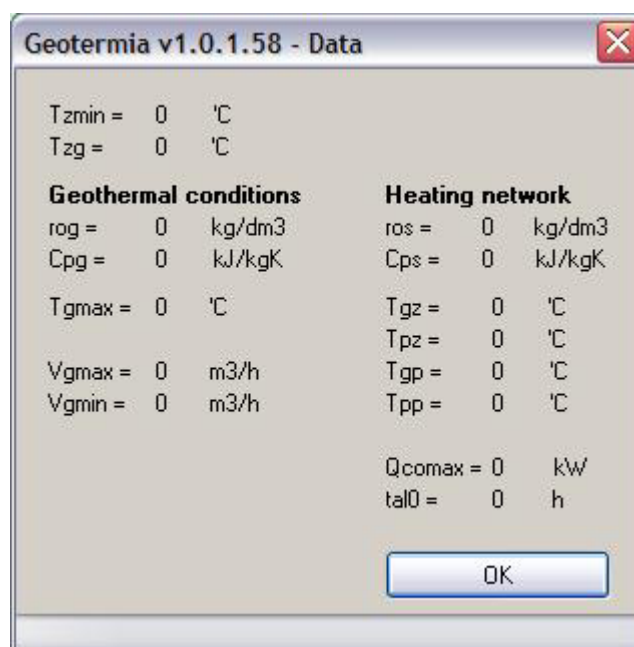 Geotermia v1.0.1.58 - Data
Tzmin = 0 'C
Tzg = 0 'C
Geothermal conditions
rog = 0 kg/dm3
Cpg = 0 kJ/kgK
Tgmax = 0 'C
Vgmax = 0 m3/h
Vgmin = 0 m3/h
Heating network
ros = 0 kg/dm3
Cps = 0 kJ/kgK
Tgz = 0 'C
Tpz = 0 'C
Tgp = 0 'C
Tpp = 0 'C
Qcomax = 0 kW
tal0 = 0 h
OK